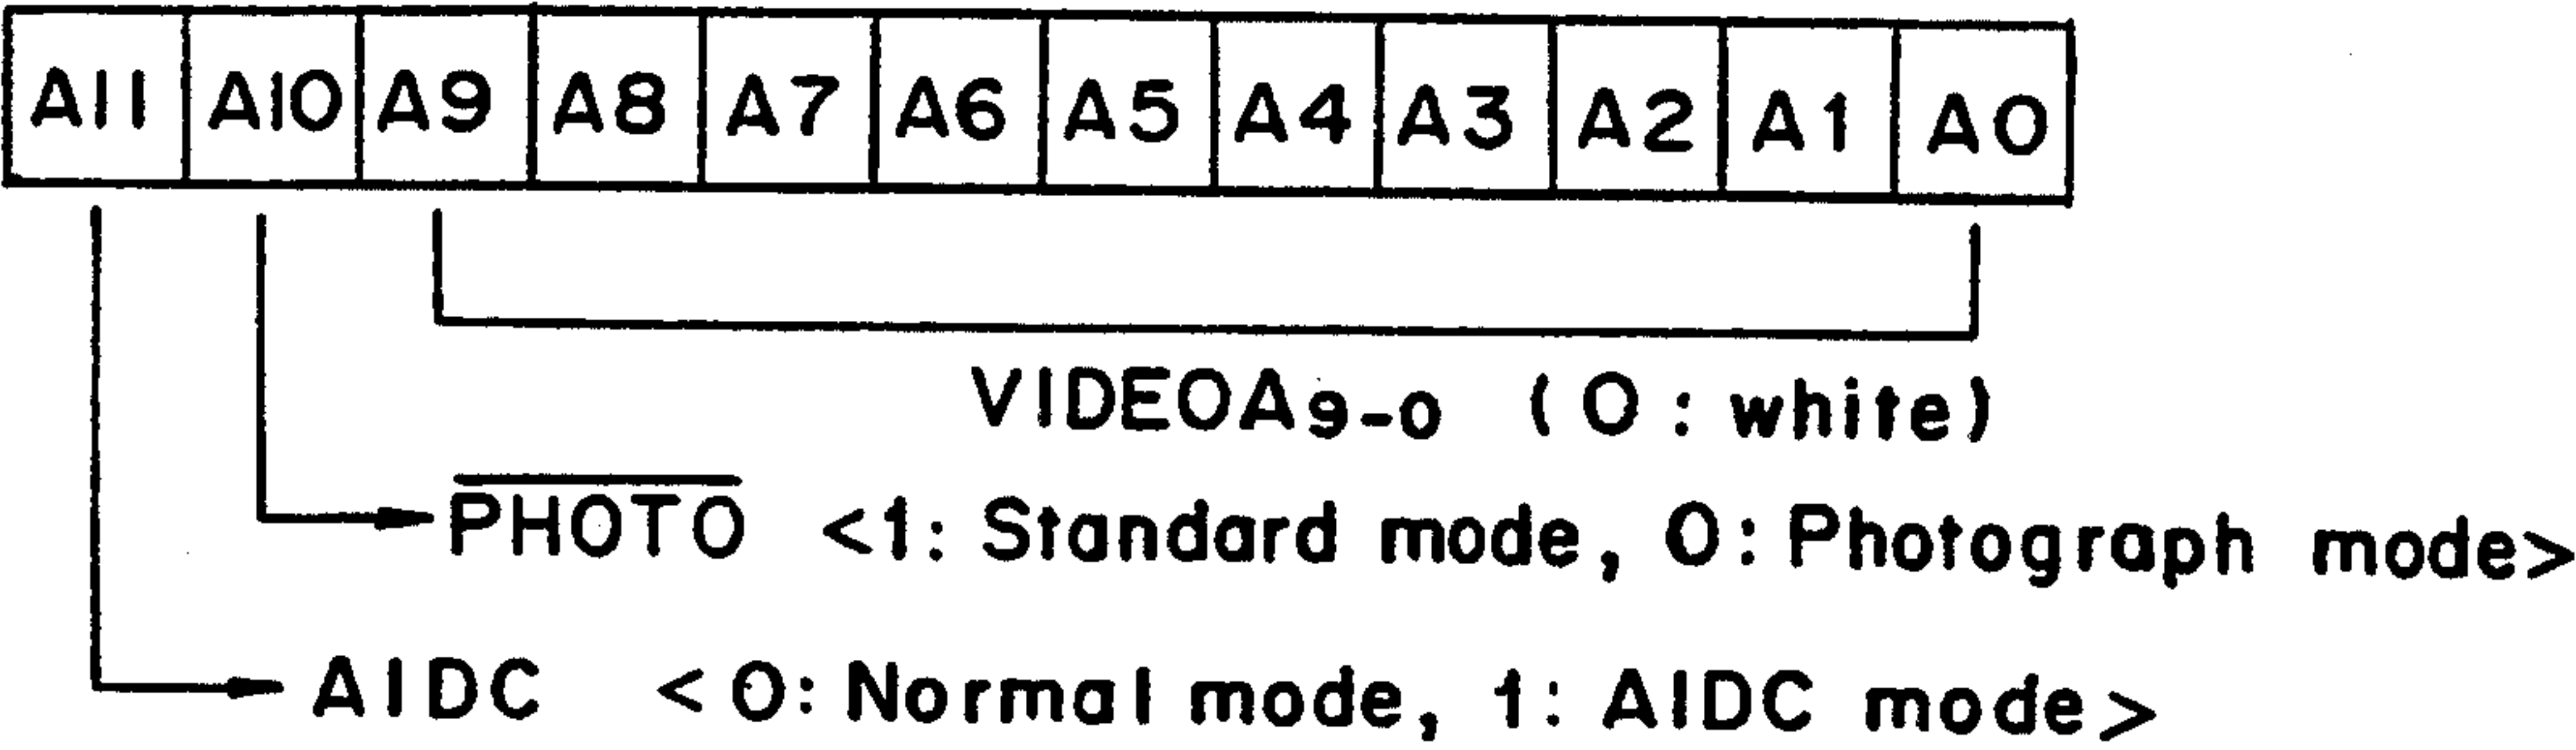 A11 A10 A9 A8 A7 A6 A5 A4 A3 A2 A1 A0
VIDEOA9-0 (0: white)
PHOTO <1: Standard mode, 0: Photograph mode>
AIDC <0: Normal mode, 1: AIDC mode>